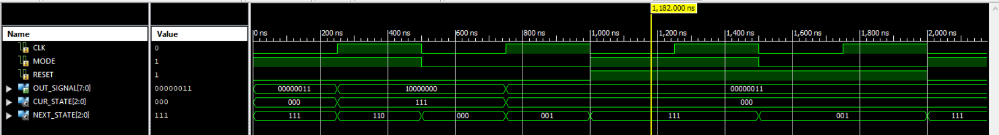 1,182.000 ns
Name Value 0 ns 200 ns 400 ns 600 ns 800 ns 1,000 ns 1,200 ns 1,400 ns 1,600 ns 1,800 ns 2,000 ns
CLK 0
MODE 1
RESET 1
OUT_SIGNAL[7:0] 00000011 00000011 10000000 00000011
CUR_STATE[2:0] 000 000 111 000
NEXT_STATE[2:0] 111 111 110 000 001 111 001 111